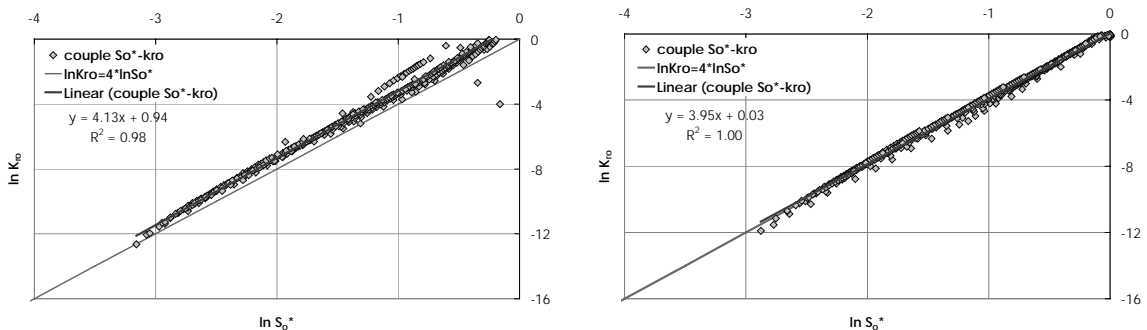 -4 -3 -2 -1 0
0
-4
-8
-12
-16
couple So*-kro
lnKro=4*lnSo*
Linear (couple So*-kro)
y = 4.13x + 0.94
R² = 0.98
ln Kro
ln So*
-4 -3 -2 -1 0
0
-4
-8
-12
-16
couple So*-kro
lnKro=4*lnSo*
Linear (couple So*-kro)
y = 3.95x + 0.03
R² = 1.00
ln Kro
ln So*